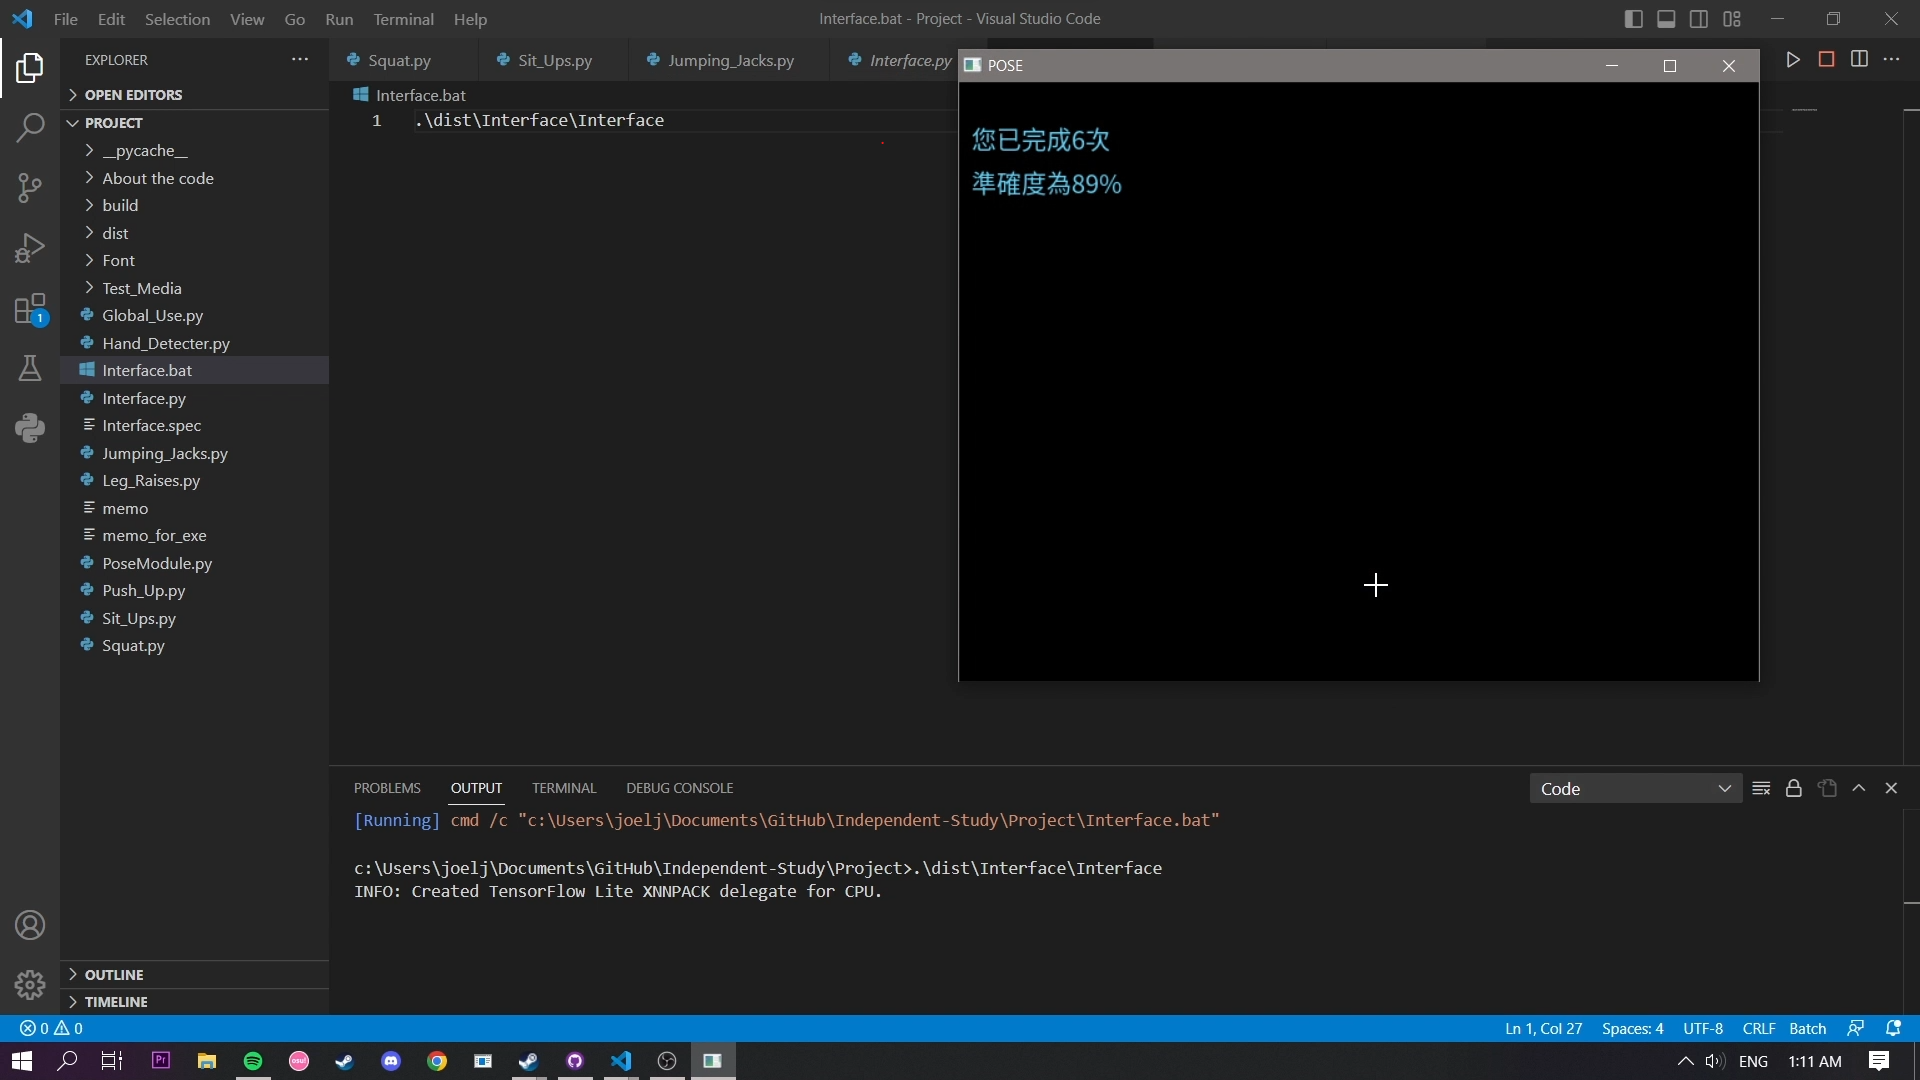 File Edit Selection View Go Run Terminal Help
Interface.bat - Project - Visual Studio Code
EXPLORER
OPEN EDITORS
PROJECT
__pycache__
About the code
build
dist
Font
Test_Media
Global_Use.py
Hand_Detecter.py
Interface.bat
Interface.py
Interface.spec
Jumping_Jacks.py
Leg_Raises.py
memo
memo_for_exe
PoseModule.py
Push_Up.py
Sit_Ups.py
Squat.py
OUTLINE
TIMELINE
Squat.py Sit_Ups.py Jumping_Jacks.py Interface.py
Interface.bat
1 .\dist\Interface\Interface
POSE
您已完成6次
準確度為89%
PROBLEMS OUTPUT TERMINAL DEBUG CONSOLE
Code
[Running] cmd /c "c:\Users\joelj\Documents\GitHub\Independent-Study\Project\Interface.bat"
c:\Users\joelj\Documents\GitHub\Independent-Study\Project>.\dist\Interface\Interface
INFO: Created TensorFlow Lite XNNPACK delegate for CPU.
1
0 0
Ln 1, Col 27 Spaces: 4 UTF-8 CRLF Batch
Pr
osu!
ENG 1:11 AM